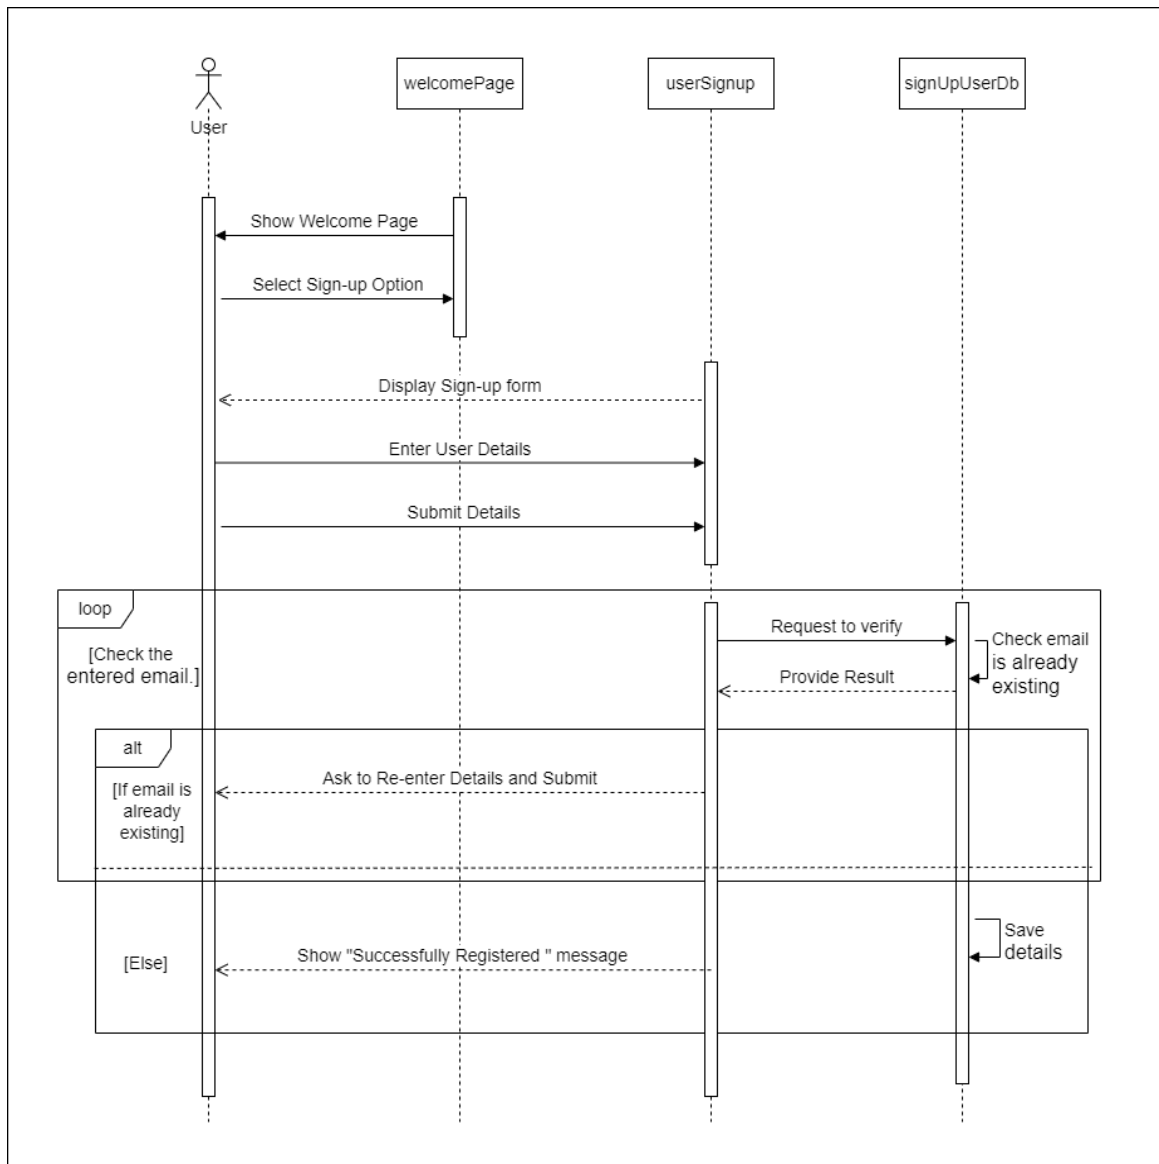 welcomePage
userSignup
signUpUserDb
User
Show Welcome Page
Select Sign-up Option
Display Sign-up form
Enter User Details
Submit Details
loop
[Check the
entered email.]
Request to verify
Check email
is already
existing
Provide Result
alt
[If email is
already
existing]
Ask to Re-enter Details and Submit
[Else]
Show "Successfully Registered " message
Save
details